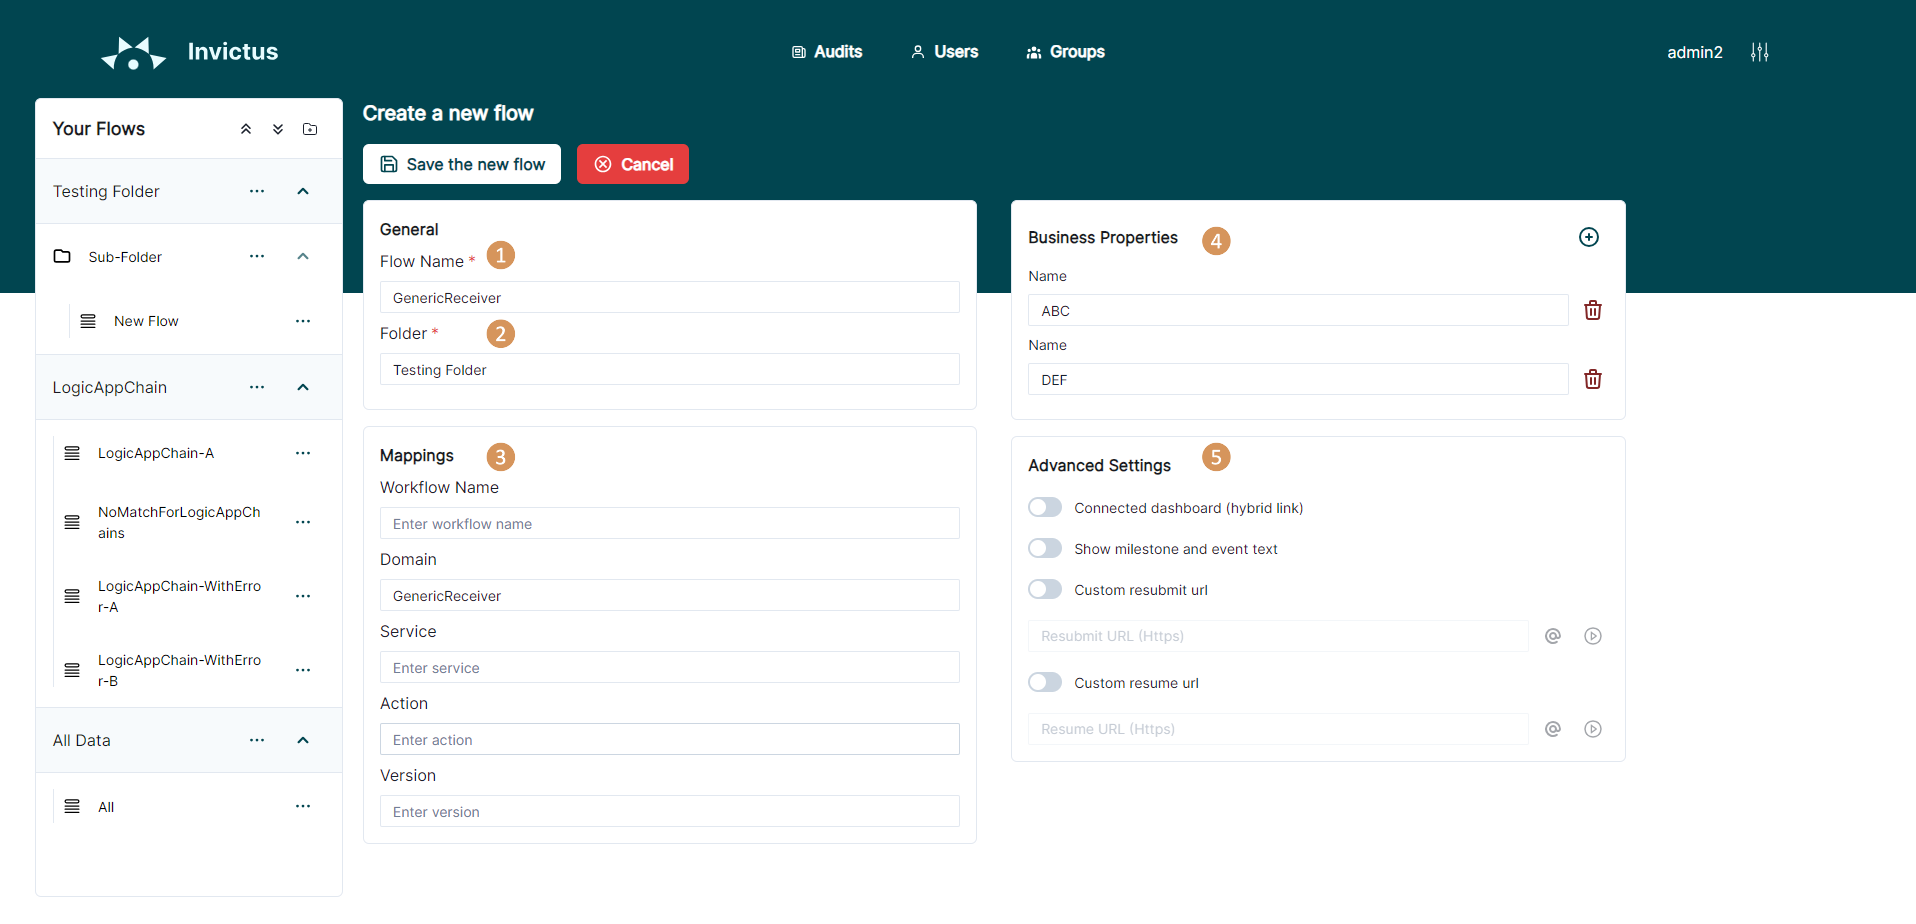 Invictus
Audits
Users
Groups
admin2
Your Flows
Testing Folder
Sub-Folder
New Flow
LogicAppChain
LogicAppChain-A
NoMatchForLogicAppCh
ains
LogicAppChain-WithErro
r-A
LogicAppChain-WithErro
r-B
All Data
All
Create a new flow
Save the new flow
Cancel
General
Flow Name * 1
GenericReceiver
Folder * 2
Testing Folder
Mappings 3
Workflow Name
Enter workflow name
Domain
GenericReceiver
Service
Enter service
Action
Enter action
Version
Enter version
Business Properties 4
Name
ABC
Name
DEF
Advanced Settings 5
Connected dashboard (hybrid link)
Show milestone and event text
Custom resubmit url
Resubmit URL (Https) @
Custom resume url
Resume URL (Https) @